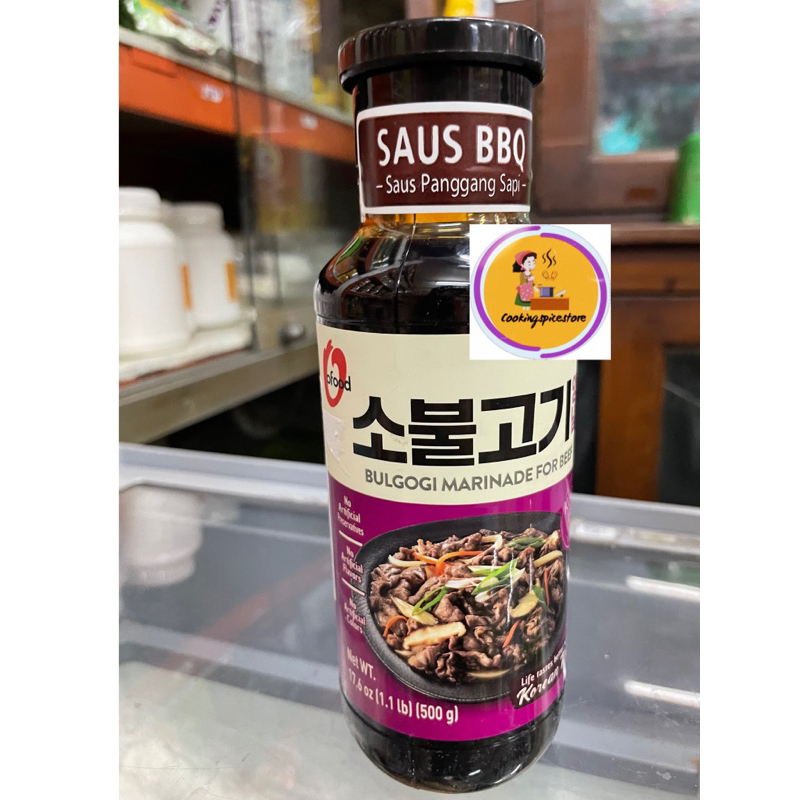 SAUS BBQ
–Saus Panggang Sapi–
Cookingspicestore
Ofood
소불고기
BULGOGI MARINADE FOR BEEF
No
Artificial
Preservatives
No
Artificial
Flavors
No
Artificial
Colors
Net WT.
17.6 oz (1.1 lb) (500 g)
Life tastes
Korean